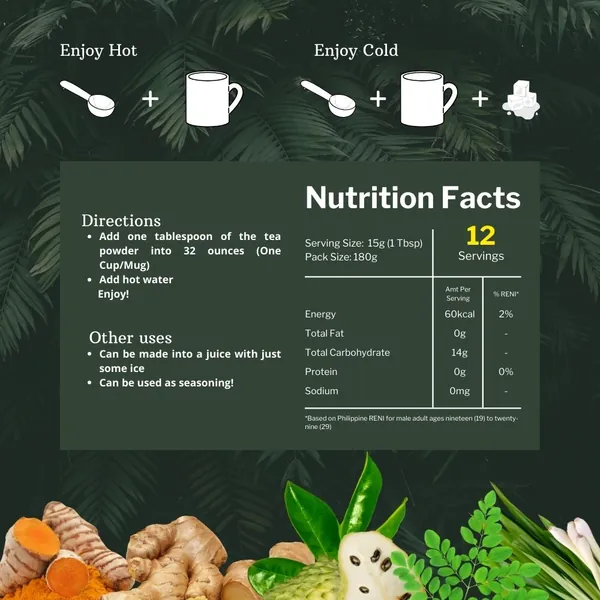 Enjoy Hot
Enjoy Cold
+
+
+
Directions
• Add one tablespoon of the tea
powder into 32 ounces (One
Cup/Mug)
• Add hot water
Enjoy!
Other uses
• Can be made into a juice with just
some ice
• Can be used as seasoning!
Nutrition Facts
Serving Size: 15g (1 Tbsp)
Pack Size: 180g
12
Servings
Amt Per
Serving
% RENI*
Energy 60kcal 2%
Total Fat 0g -
Total Carbohydrate 14g -
Protein 0g 0%
Sodium 0mg -
*Based on Philippine RENI for male adult ages nineteen (19) to twenty-
nine (29)